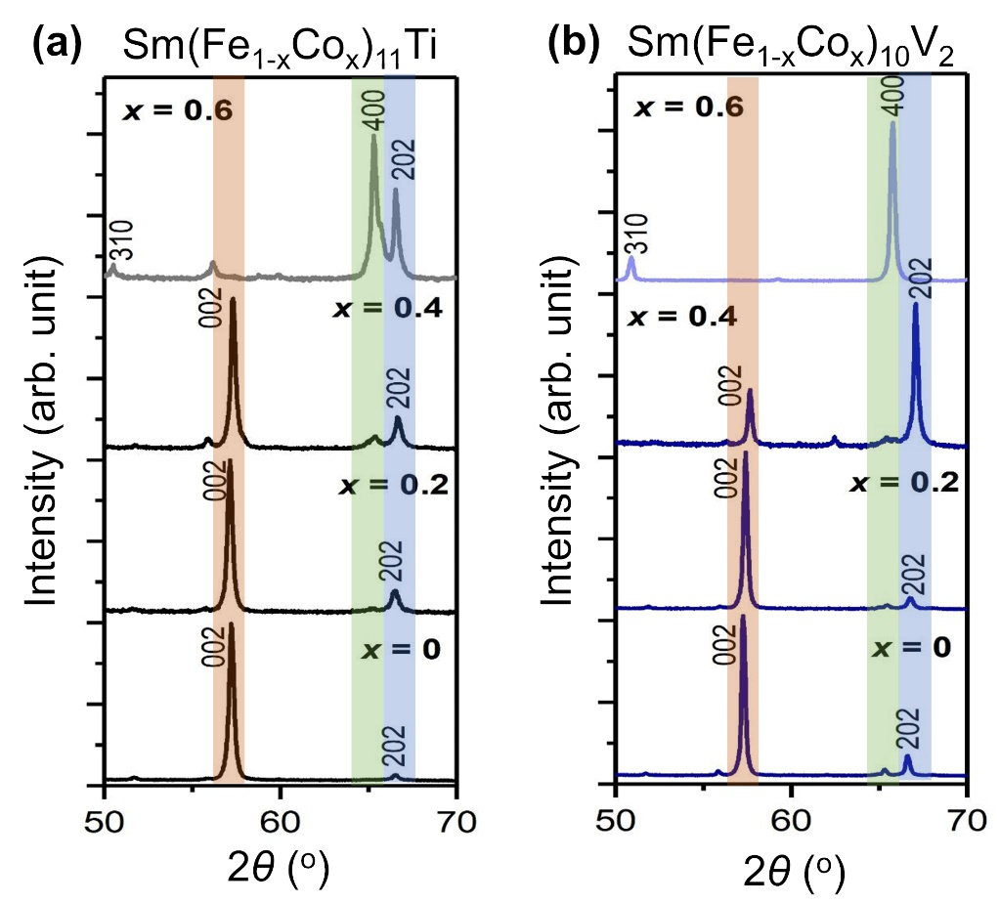 (a) Sm(Fe₁₋ₓCoₓ)₁₁Ti
Intensity (arb. unit)
x = 0.6
310
400
202
x = 0.4
002
202
x = 0.2
002
202
x = 0
002
202
50 60 70
2θ (°)
(b) Sm(Fe₁₋ₓCoₓ)₁₀V₂
Intensity (arb. unit)
x = 0.6
310
400
x = 0.4
002
202
x = 0.2
002
202
x = 0
002
202
50 60 70
2θ (°)